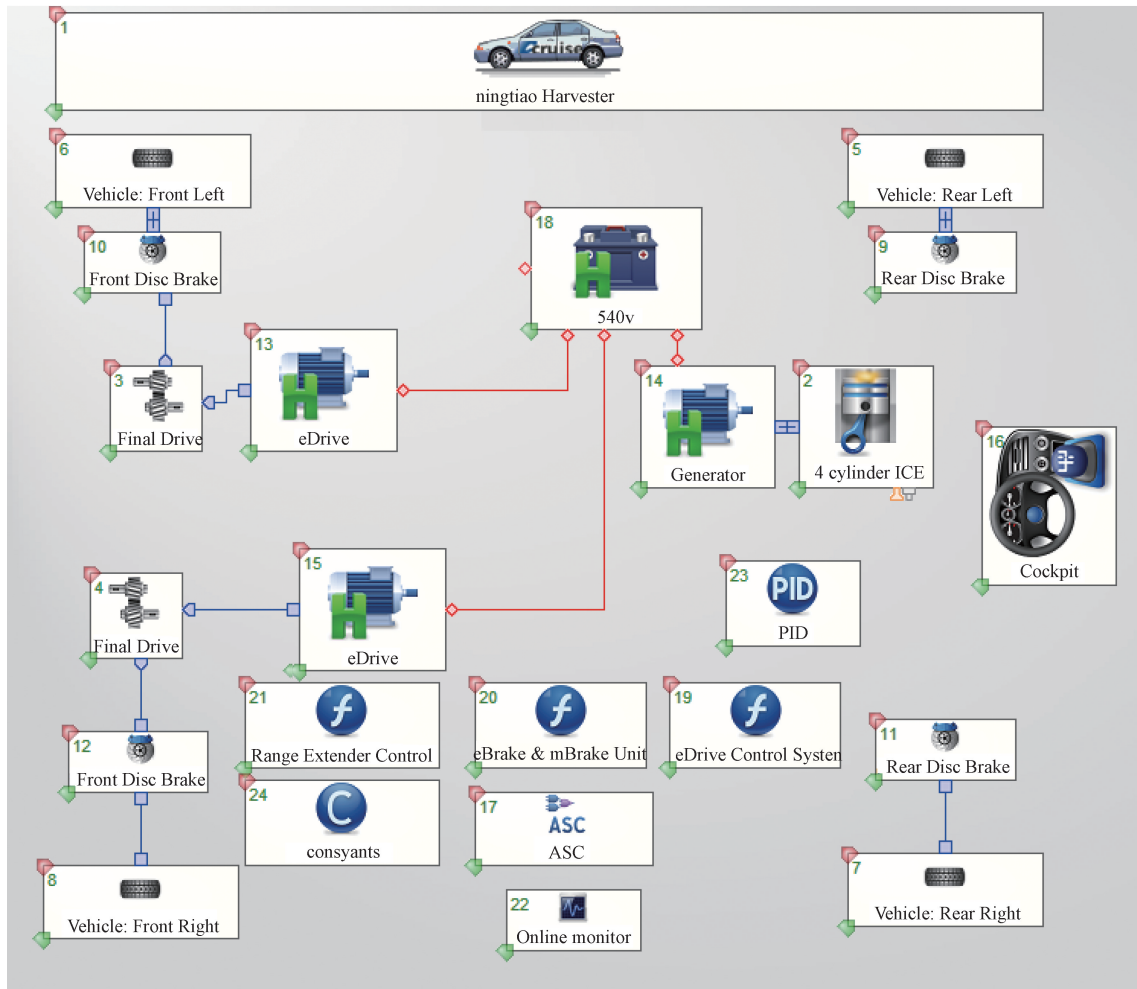 1
cruise
ningtiao Harvester
6
Vehicle: Front Left
5
Vehicle: Rear Left
10
Front Disc Brake
18
540v
9
Rear Disc Brake
3
Final Drive
13
eDrive
14
Generator
2
4 cylinder ICE
16
Cockpit
4
Final Drive
15
eDrive
23
PID
PID
21
Range Extender Control
20
eBrake & mBrake Unit
19
eDrive Control Systen
12
Front Disc Brake
24
C
consyants
17
ASC
ASC
11
Rear Disc Brake
8
Vehicle: Front Right
22
Online monitor
7
Vehicle: Rear Right